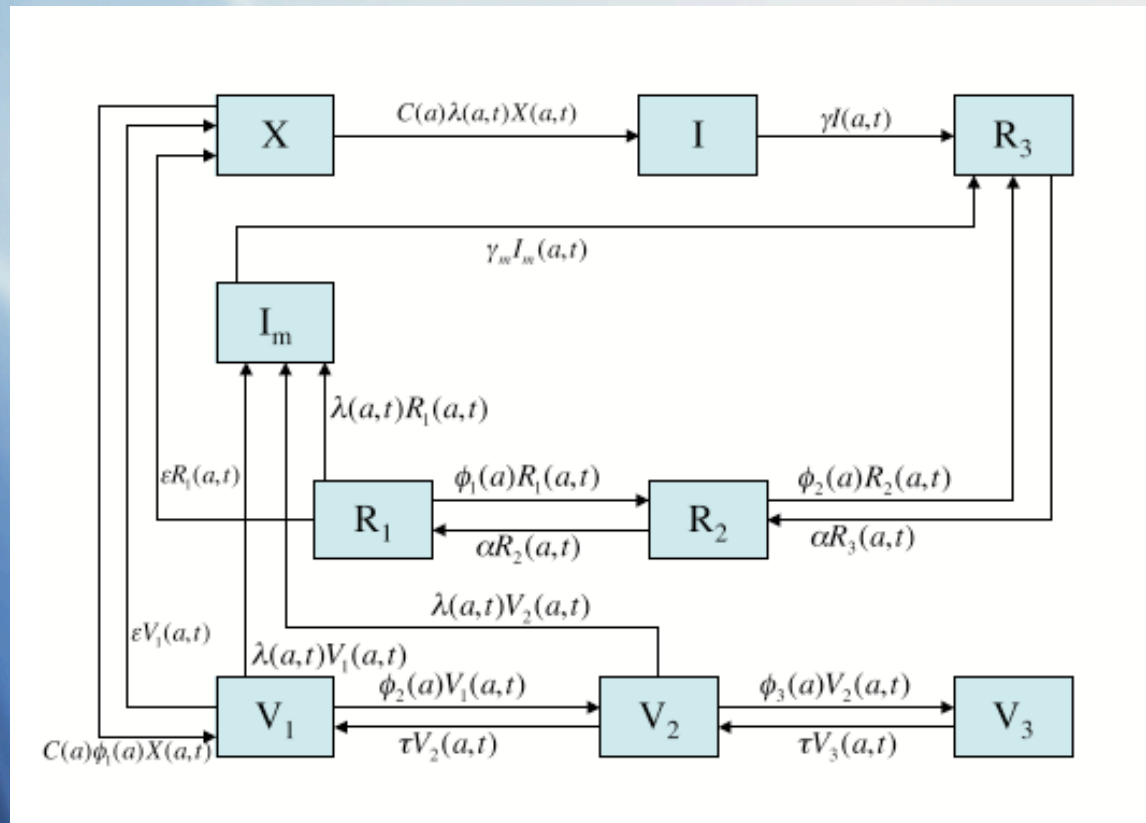 X
C(a)λ(a,t)X(a,t)
I
γI(a,t)
R₃
γₘIₘ(a,t)
Iₘ
λ(a,t)R₁(a,t)
εR₁(a,t)
R₁
ϕ₁(a)R₁(a,t)
αR₂(a,t)
R₂
ϕ₂(a)R₂(a,t)
αR₃(a,t)
λ(a,t)V₂(a,t)
εV₁(a,t)
λ(a,t)V₁(a,t)
C(a)ϕ₁(a)X(a,t)
V₁
ϕ₂(a)V₁(a,t)
τV₂(a,t)
V₂
ϕ₃(a)V₂(a,t)
τV₃(a,t)
V₃